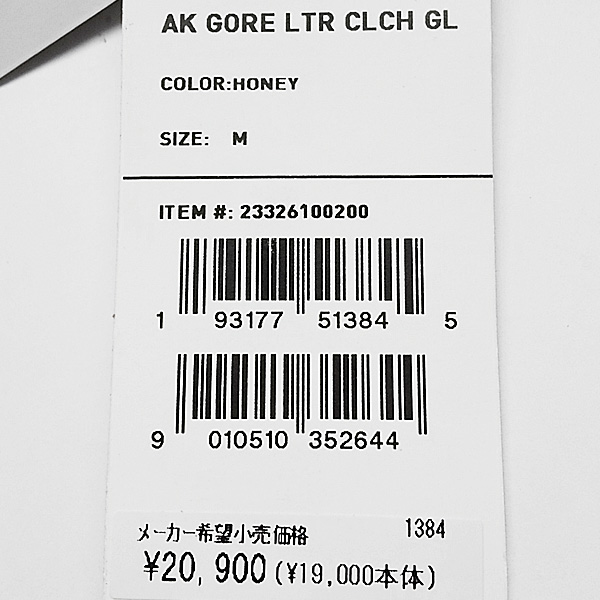 AK GORE LTR CLCH GL
COLOR:HONEY
SIZE: M
ITEM #: 23326100200
1 93177 51384 5
9 010510 352644
メーカー希望小売価格 1384
¥20,900(¥19,000本体)